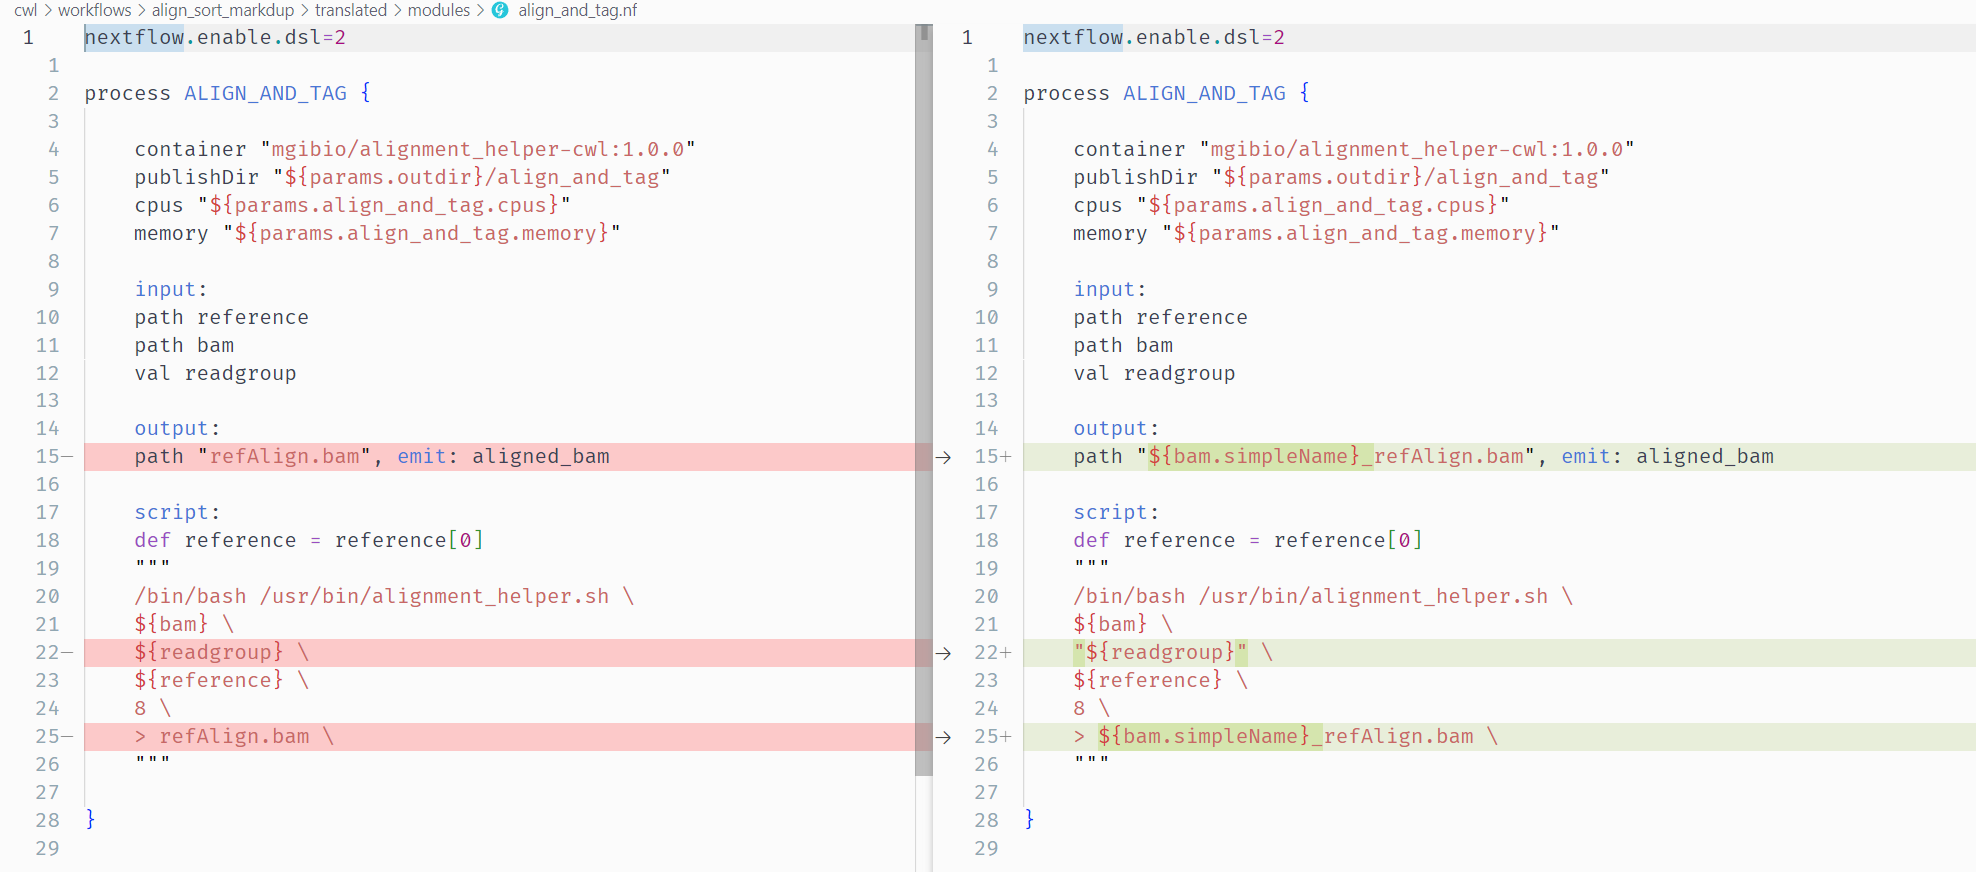 cwl > workflows > align_sort_markdup > translated > modules > align_and_tag.nf
1 nextflow.enable.dsl=2
1
2 process ALIGN_AND_TAG {
3
4     container "mgibio/alignment_helper-cwl:1.0.0"
5     publishDir "${params.outdir}/align_and_tag"
6     cpus "${params.align_and_tag.cpus}"
7     memory "${params.align_and_tag.memory}"
8
9     input:
10     path reference
11     path bam
12     val readgroup
13
14     output:
15—     path "refAlign.bam", emit: aligned_bam
16
17     script:
18     def reference = reference[0]
19     """
20     /bin/bash /usr/bin/alignment_helper.sh \
21     ${bam} \
22—     ${readgroup} \
23     ${reference} \
24     8 \
25—     > refAlign.bam \
26     """
27
28 }
29
1 nextflow.enable.dsl=2
1
2 process ALIGN_AND_TAG {
3
4     container "mgibio/alignment_helper-cwl:1.0.0"
5     publishDir "${params.outdir}/align_and_tag"
6     cpus "${params.align_and_tag.cpus}"
7     memory "${params.align_and_tag.memory}"
8
9     input:
10     path reference
11     path bam
12     val readgroup
13
14     output:
→ 15+     path "${bam.simpleName}_refAlign.bam", emit: aligned_bam
16
17     script:
18     def reference = reference[0]
19     """
20     /bin/bash /usr/bin/alignment_helper.sh \
21     ${bam} \
→ 22+     "${readgroup}" \
23     ${reference} \
24     8 \
→ 25+     > ${bam.simpleName}_refAlign.bam \
26     """
27
28 }
29